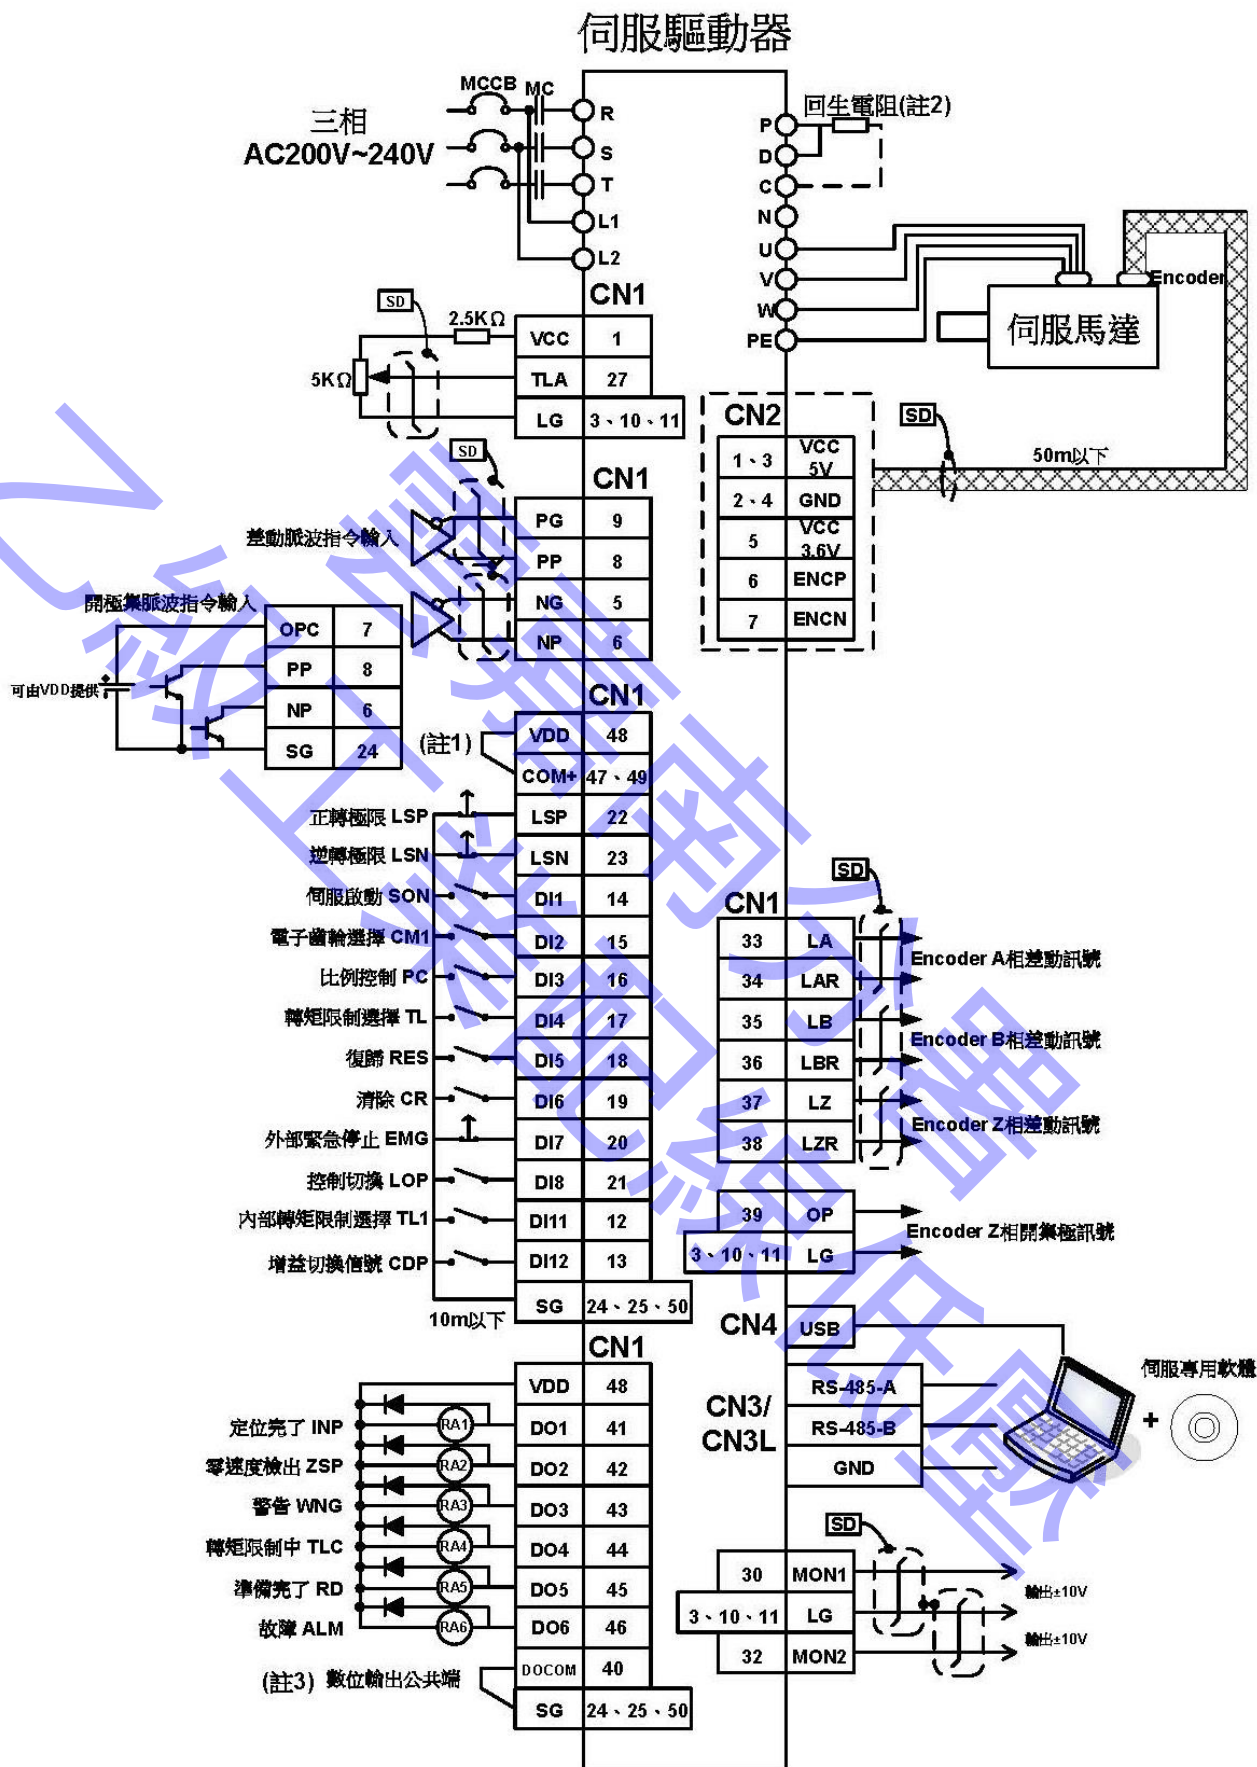 伺服驅動器
MCCB MC
三相
AC200V~240V
R
S
T
L1
L2
P
D
C
N
U
V
W
PE
回生電阻(註2)
Encoder
伺服馬達
CN1
SD
2.5KΩ
5KΩ
VCC 1
TLA 27
LG 3、10、11
CN2
1、3 VCC 5V
2、4 GND
5 VCC 3.6V
6 ENCP
7 ENCN
SD
50m以下
SD
CN1
差動脈波指令輸入
PG 9
PP 8
NG 5
NP 6
開極集脈波指令輸入
可由VDD提供
OPC 7
PP 8
NP 6
SG 24
CN1
(註1)
VDD 48
COM+ 47、49
正轉極限 LSP LSP 22
逆轉極限 LSN LSN 23
伺服啟動 SON DI1 14
電子齒輪選擇 CM1 DI2 15
比例控制 PC DI3 16
轉矩限制選擇 TL DI4 17
復歸 RES DI5 18
清除 CR DI6 19
外部緊急停止 EMG DI7 20
控制切換 LOP DI8 21
內部轉矩限制選擇 TL1 DI11 12
增益切換信號 CDP DI12 13
10m以下
SG 24、25、50
SD
CN1
33 LA
34 LAR
Encoder A相差動訊號
35 LB
36 LBR
Encoder B相差動訊號
37 LZ
38 LZR
Encoder Z相差動訊號
39 OP
3、10、11 LG
Encoder Z相開集極訊號
CN4 USB
CN3/
CN3L
RS-485-A
RS-485-B
GND
伺服專用軟體
+
CN1
VDD 48
定位完了 INP RA1 DO1 41
零速度檢出 ZSP RA2 DO2 42
警告 WNG RA3 DO3 43
轉矩限制中 TLC RA4 DO4 44
準備完了 RD RA5 DO5 45
故障 ALM RA6 DO6 46
(註3) 數位輸出公共端
DOCOM 40
SG 24、25、50
SD
30 MON1 輸出±10V
3、10、11 LG
32 MON2 輸出±10V
雲嘉南分署
乙級工業配線低壓